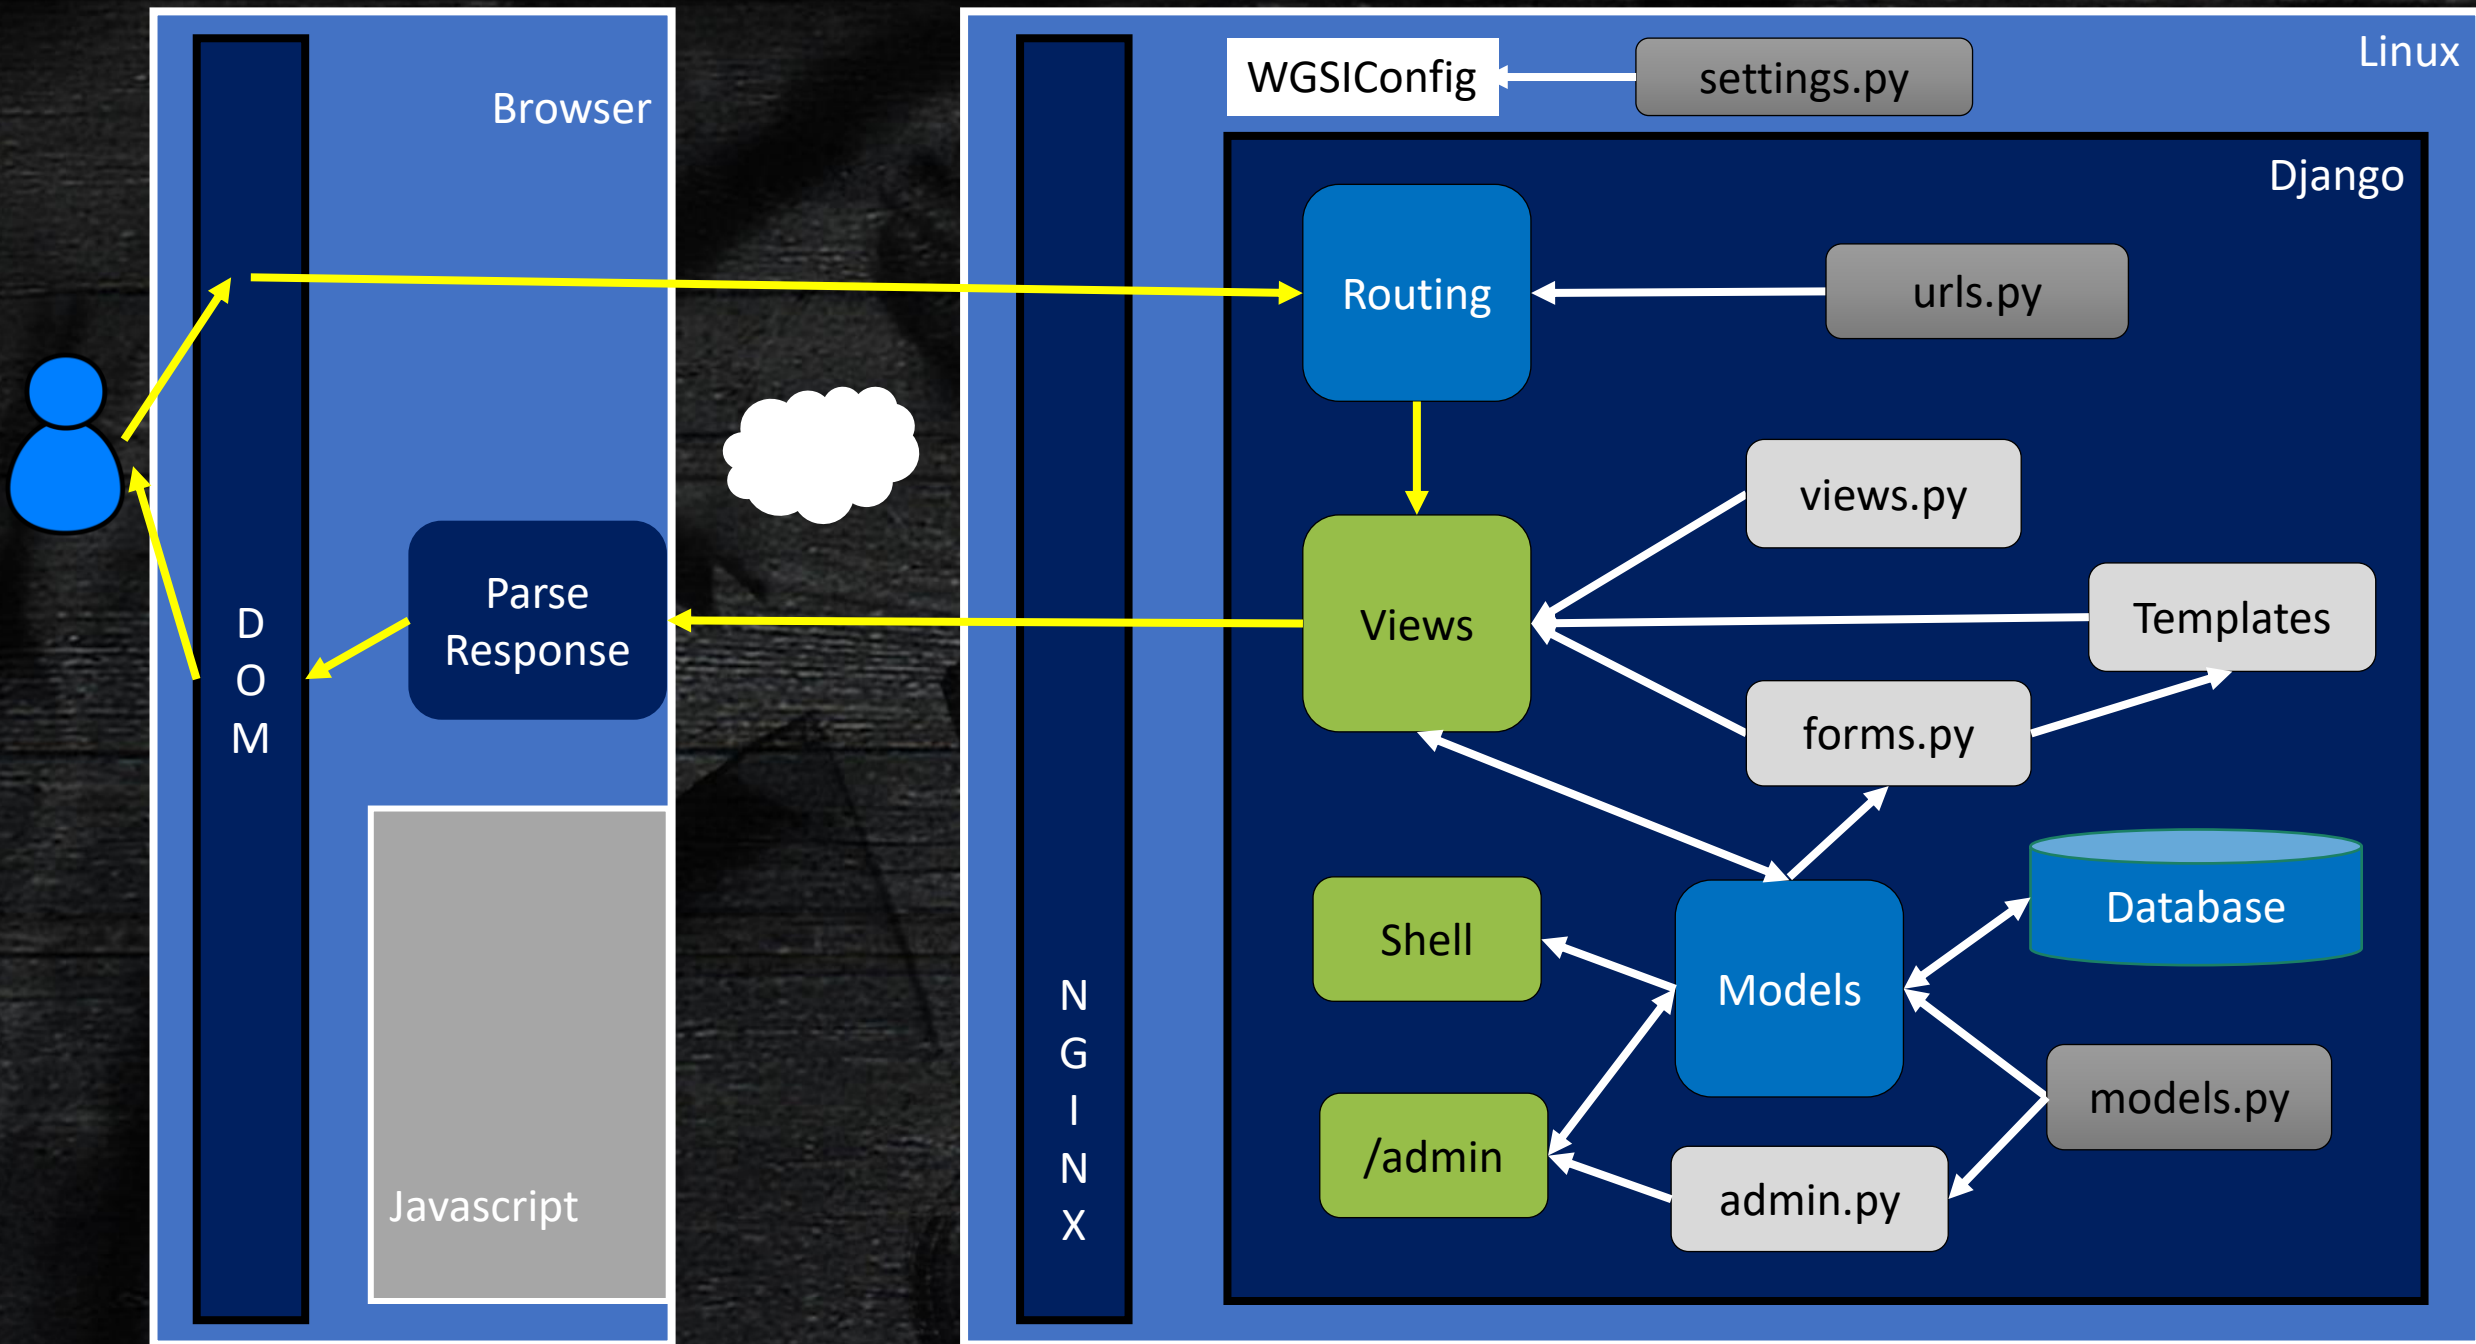 Browser
D
O
M
Parse
Response
Javascript
N
G
I
N
X
Linux
WGSIConfig
settings.py
Django
Routing
urls.py
views.py
Views
Templates
forms.py
Shell
Models
Database
/admin
admin.py
models.py